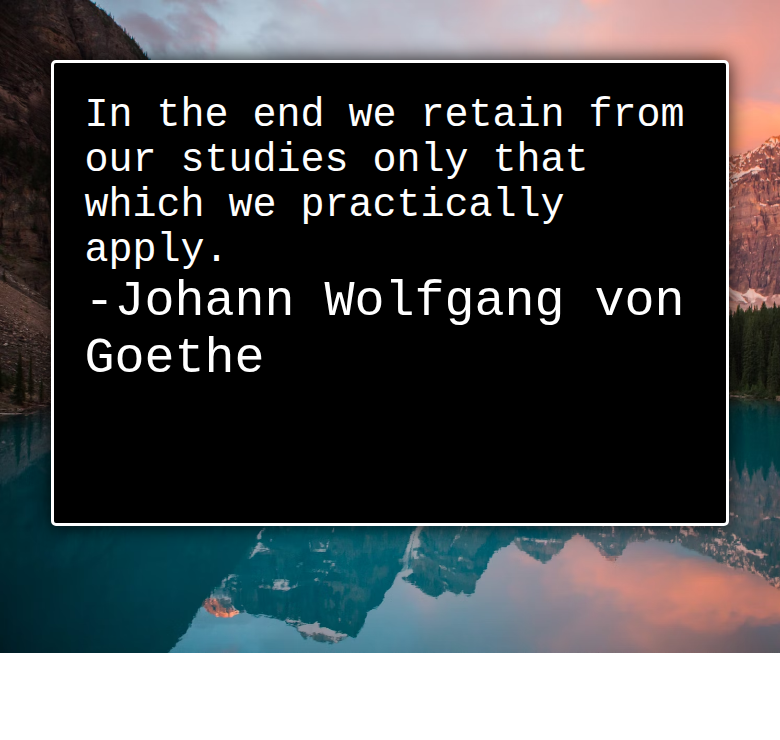 In the end we retain from
our studies only that
which we practically
apply.
-Johann Wolfgang von
Goethe